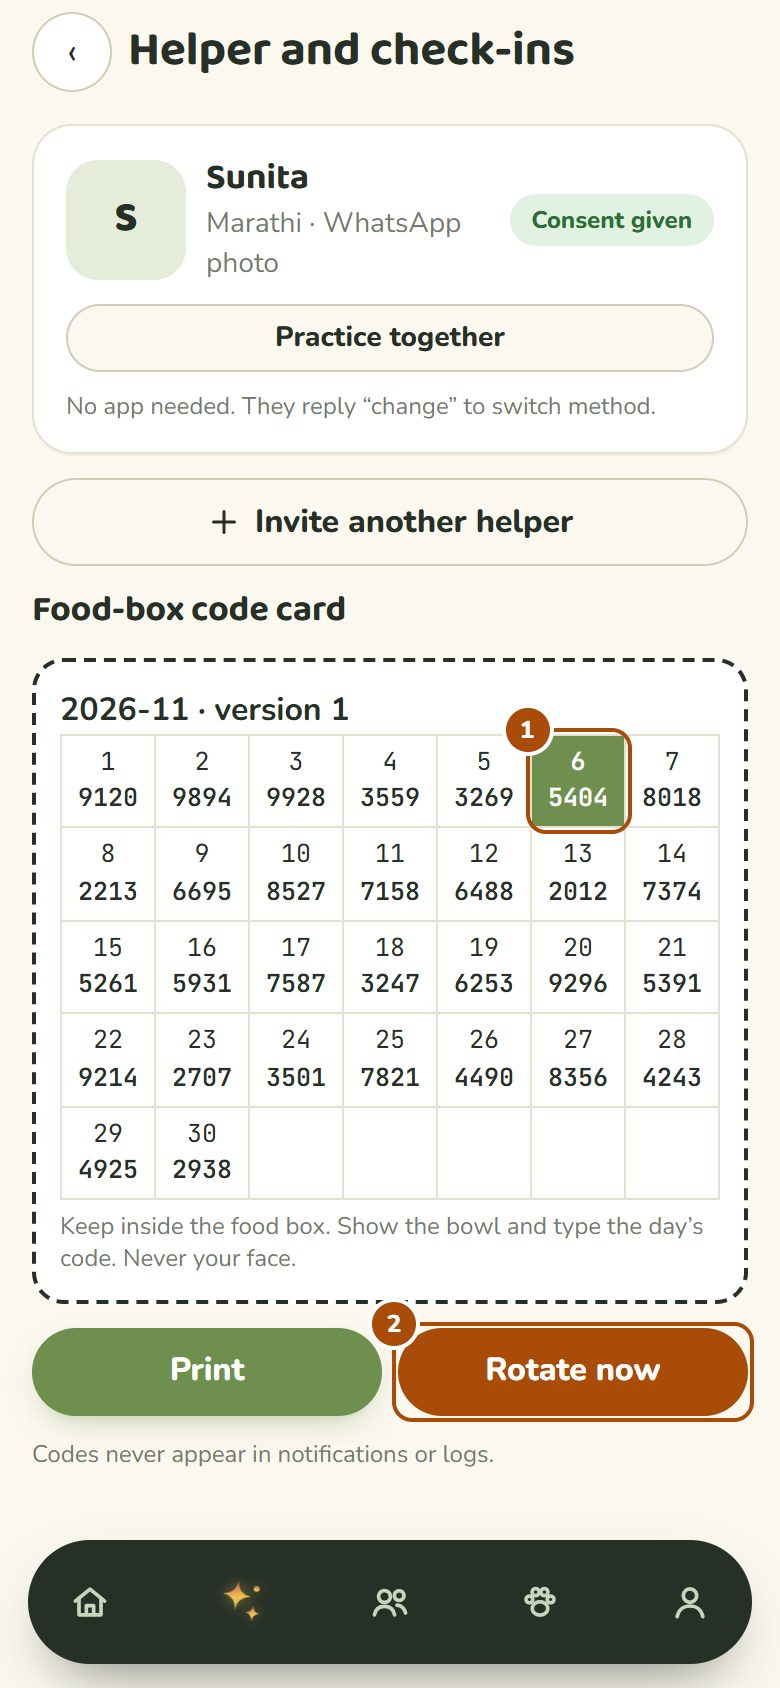 ‹ Helper and check-ins
S
Sunita
Marathi · WhatsApp
photo
Consent given
Practice together
No app needed. They reply “change” to switch method.
+ Invite another helper
Food-box code card
2026-11 · version 1
1
1 2 3 4 5 6 7
9120 9894 9928 3559 3269 5404 8018
8 9 10 11 12 13 14
2213 6695 8527 7158 6488 2012 7374
15 16 17 18 19 20 21
5261 5931 7587 3247 6253 9296 5391
22 23 24 25 26 27 28
9214 2707 3501 7821 4490 8356 4243
29 30
4925 2938
Keep inside the food box. Show the bowl and type the day’s
code. Never your face.
2
Print Rotate now
Codes never appear in notifications or logs.